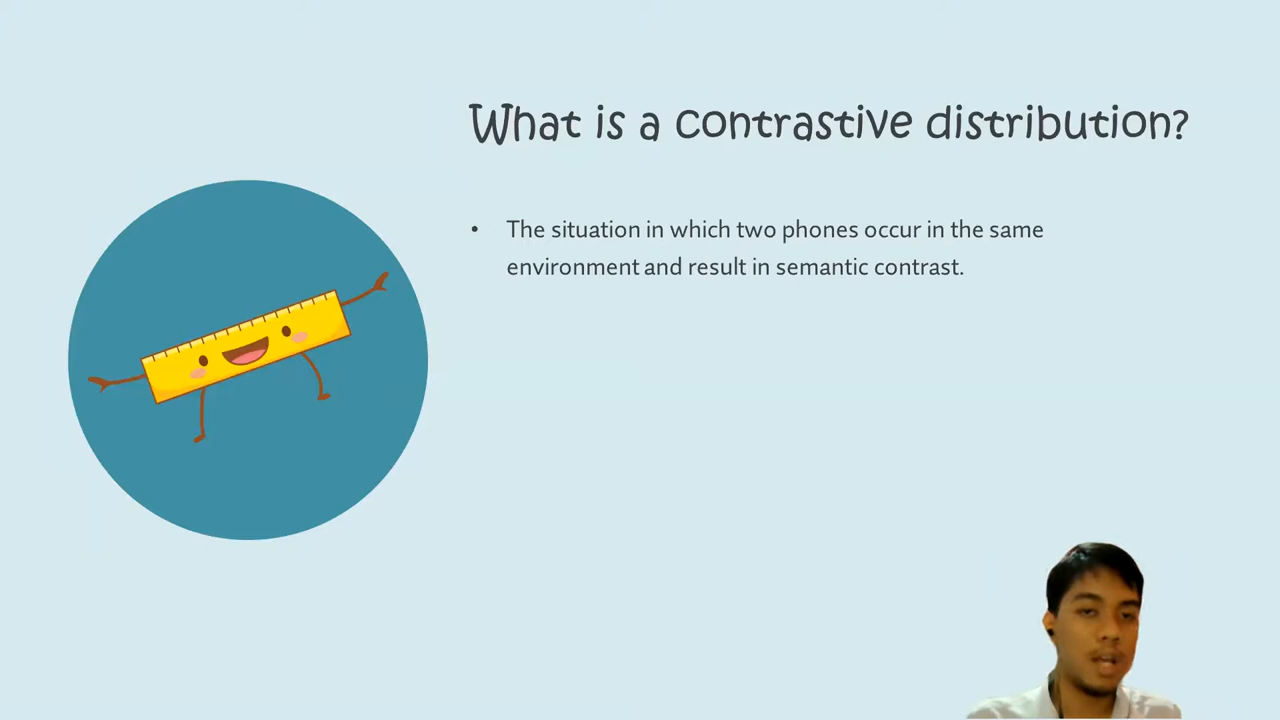 What is a contrastive distribution?
• The situation in which two phones occur in the same
environment and result in semantic contrast.